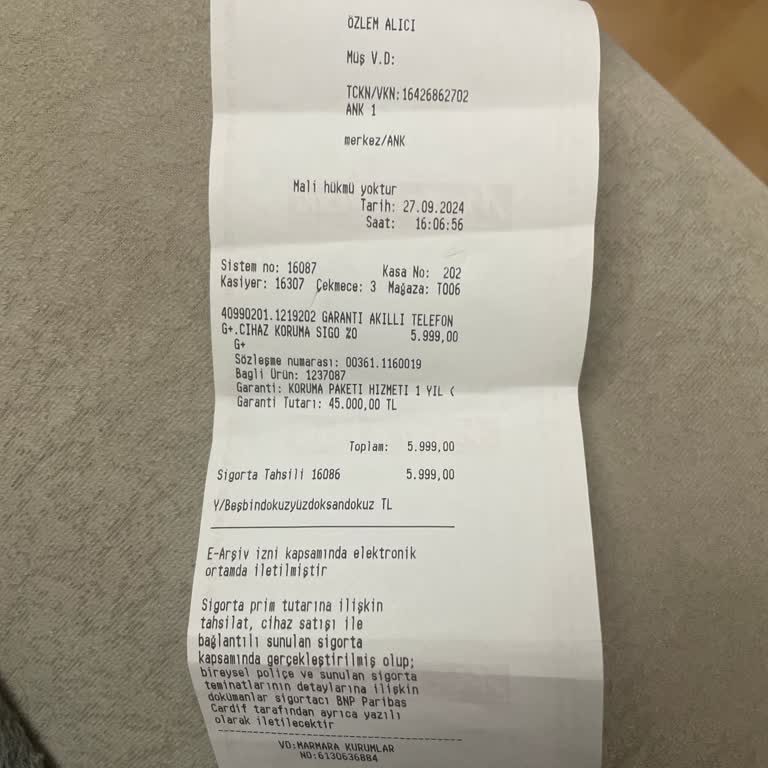 ÖZLEM ALICI
Müş V.D:
TCKN/VKN:16426862702
ANK 1
merkez/ANK
Mali hükmü yoktur
Tarih: 27.09.2024
Saat: 16:06:56
Sistem no: 16087 Kasa No: 202
Kasiyer: 16307 Çekmece: 3 Mağaza: T006
40990201.1219202 GARANTI AKILLI TELEFON
G+.CIHAZ KORUMA SIGO %0 5.999,00
G+
Sözleşme numarası: 00361.1160019
Bagli Ürün: 1237087
Garanti: KORUMA PAKETI HIZMETI 1 YIL (
Garanti Tutarı: 45.000,00 TL
Toplam: 5.999,00
Sigorta Tahsili 16086 5.999,00
Y/Beşbindokuzyüzdoksandokuz TL
E-Arşiv izni kapsamında elektronik
ortamda iletilmiştir
Sigorta prim tutarına ilişkin
tahsilat, cihaz satışı ile
bağlantılı sunulan sigorta
kapsamında gerçekleştirilmiş olup;
bireysel poliçe ve sunulan sigorta
teminatlarının detaylarına ilişkin
dokümanlar sigortacı BNP Paribas
Cardif tarafından ayrıca yazılı
olarak iletilecektir
VD:MARMARA KURUMLAR
NO:6130636884